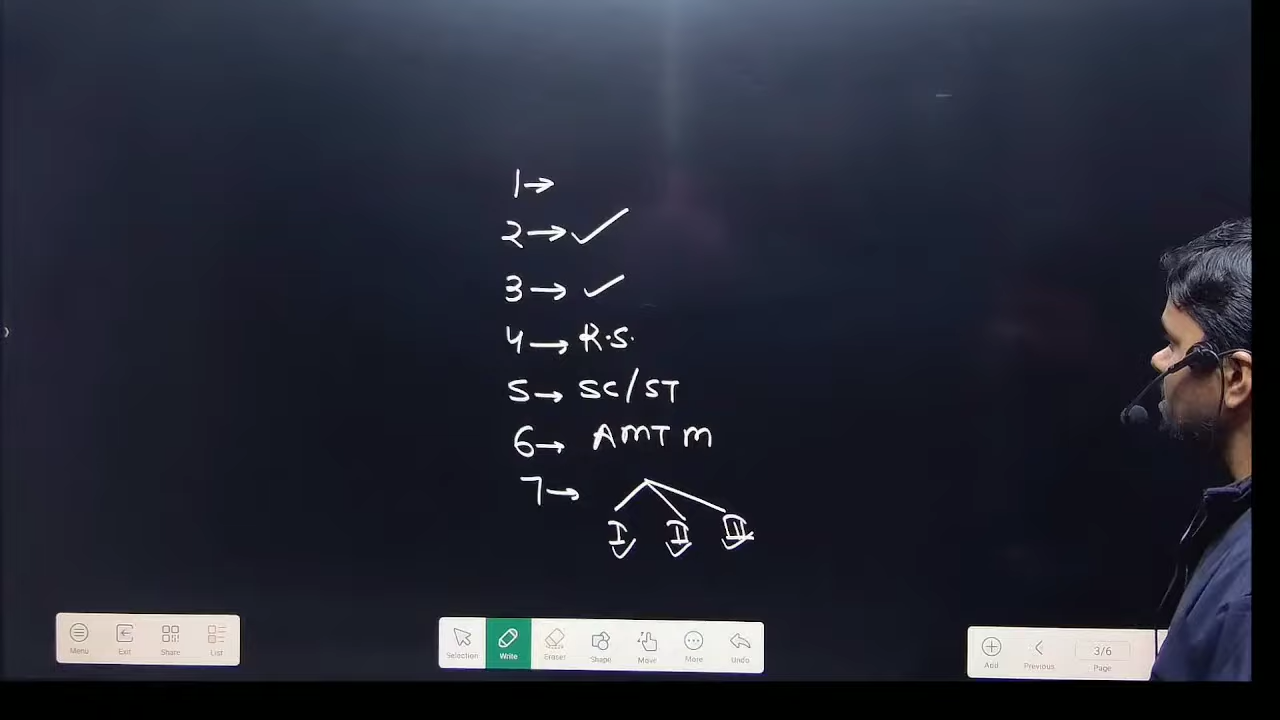 1 →
2 → ✓
3 → ✓
4 → R.S.
5 → SC/ST
6 → AMTM
7 →
I II III
Menu Exit Share List
Selection Write Eraser Shape Move More Undo
Add Previous 3/6 Page